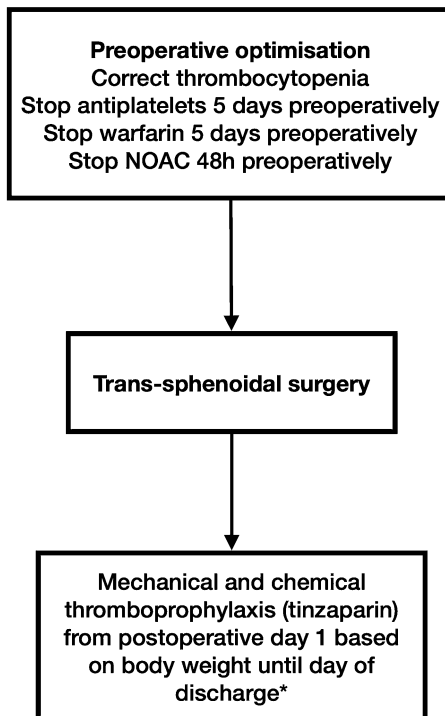 Preoperative optimisation
Correct thrombocytopenia
Stop antiplatelets 5 days preoperatively
Stop warfarin 5 days preoperatively
Stop NOAC 48h preoperatively
Trans-sphenoidal surgery
Mechanical and chemical
thromboprophylaxis (tinzaparin)
from postoperative day 1 based
on body weight until day of
discharge*